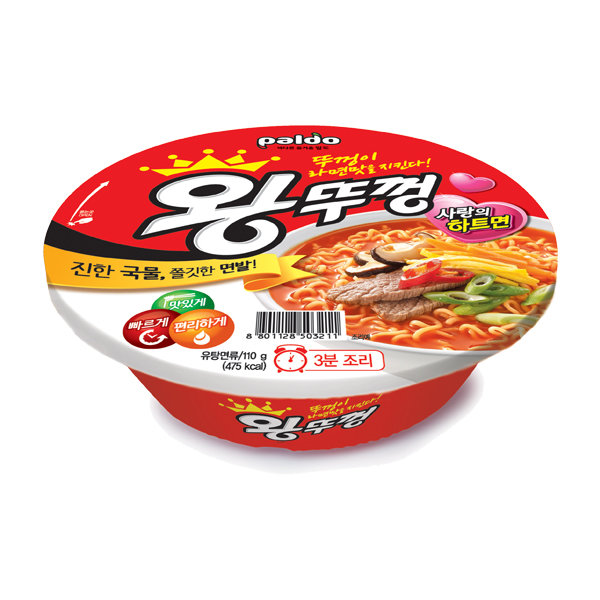 paldo
뚜껑이
라면맛을 지킨다!
왕뚜껑
사랑의
하트면
진한 국물, 쫄깃한 면발!
맛있게
빠르게
편리하게
8 801128 503211
조리예
유탕면류/110 g
(475 kcal)
3분 조리
뚜껑이
라면맛을 지킨다!
왕뚜껑